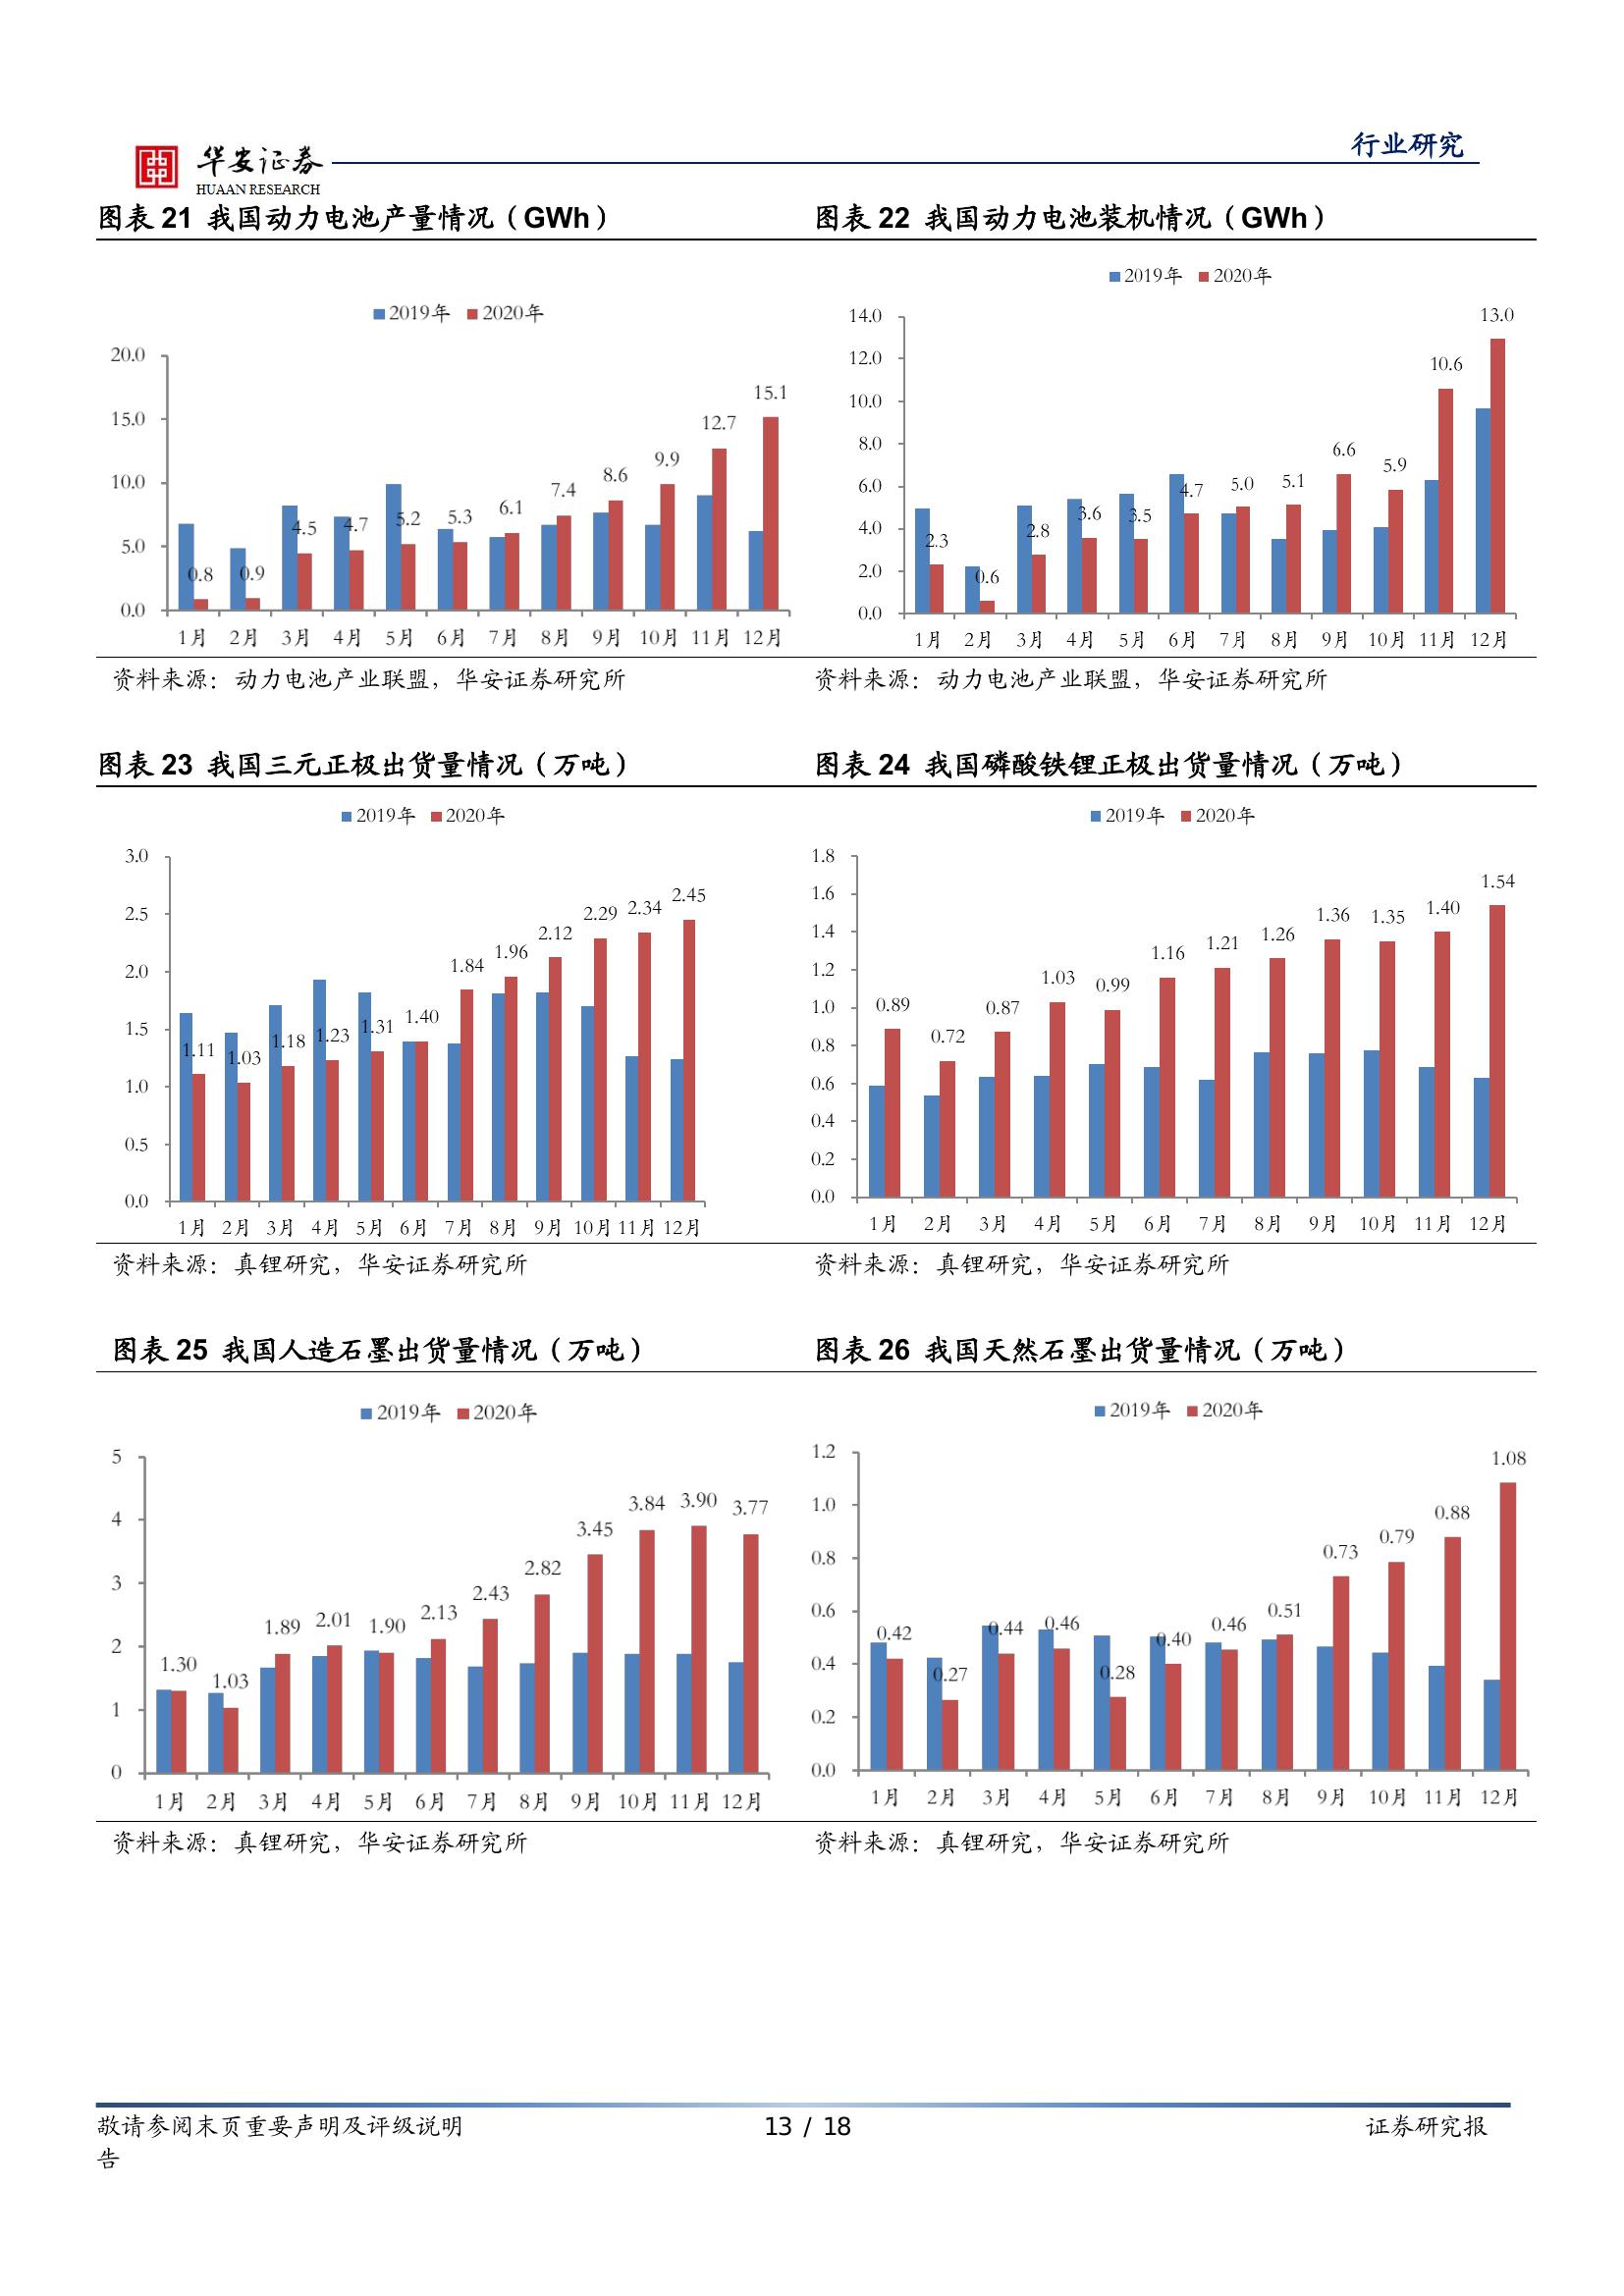 行业研究
华安证券
HUAAN RESEARCH
图表 21 我国动力电池产量情况（GWh）
2019年 2020年
20.0
15.0
10.0
5.0
0.0
0.8 0.9 4.5 4.7 5.2 5.3 6.1 7.4 8.6 9.9 12.7 15.1
1月 2月 3月 4月 5月 6月 7月 8月 9月 10月 11月 12月
资料来源：动力电池产业联盟，华安证券研究所
图表 22 我国动力电池装机情况（GWh）
2019年 2020年
14.0
12.0
10.0
8.0
6.0
4.0
2.0
0.0
2.3 0.6 2.8 3.6 3.5 4.7 5.0 5.1 6.6 5.9 10.6 13.0
1月 2月 3月 4月 5月 6月 7月 8月 9月 10月 11月 12月
资料来源：动力电池产业联盟，华安证券研究所
图表 23 我国三元正极出货量情况（万吨）
2019年 2020年
3.0
2.5
2.0
1.5
1.0
0.5
0.0
1.11 1.03 1.18 1.23 1.31 1.40 1.84 1.96 2.12 2.29 2.34 2.45
1月 2月 3月 4月 5月 6月 7月 8月 9月 10月 11月 12月
资料来源：真锂研究，华安证券研究所
图表 24 我国磷酸铁锂正极出货量情况（万吨）
2019年 2020年
1.8
1.6
1.4
1.2
1.0
0.8
0.6
0.4
0.2
0.0
0.89 0.72 0.87 1.03 0.99 1.16 1.21 1.26 1.36 1.35 1.40 1.54
1月 2月 3月 4月 5月 6月 7月 8月 9月 10月 11月 12月
资料来源：真锂研究，华安证券研究所
图表 25 我国人造石墨出货量情况（万吨）
2019年 2020年
5
4
3
2
1
0
1.30 1.03 1.89 2.01 1.90 2.13 2.43 2.82 3.45 3.84 3.90 3.77
1月 2月 3月 4月 5月 6月 7月 8月 9月 10月 11月 12月
资料来源：真锂研究，华安证券研究所
图表 26 我国天然石墨出货量情况（万吨）
2019年 2020年
1.2
1.0
0.8
0.6
0.4
0.2
0.0
0.42 0.27 0.44 0.46 0.28 0.40 0.46 0.51 0.73 0.79 0.88 1.08
1月 2月 3月 4月 5月 6月 7月 8月 9月 10月 11月 12月
资料来源：真锂研究，华安证券研究所
敬请参阅末页重要声明及评级说明 13 / 18 证券研究报
告